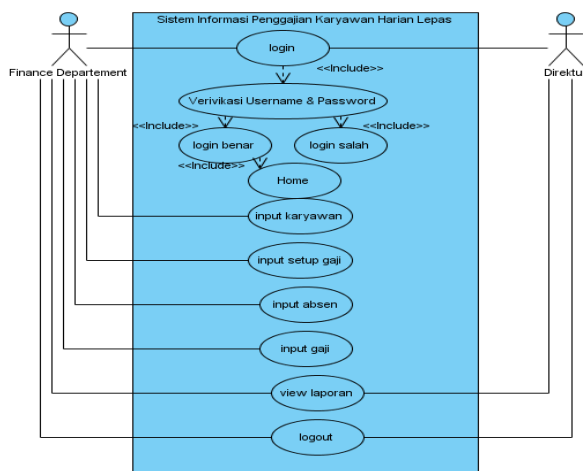 Sistem Informasi Penggajian Karyawan Harian Lepas
login
Finance Departement
Direktur
<<Include>>
Verivikasi Username & Password
<<Include>>
<<Include>>
login benar
login salah
<<Include>>
Home
input karyawan
input setup gaji
input absen
input gaji
view laporan
logout